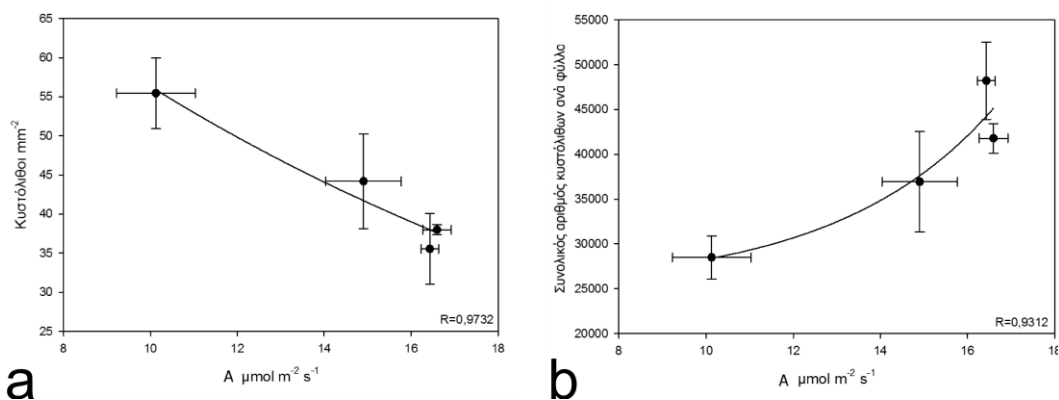 65
60
55
50
45
40
35
30
25
Κυστόλιθοι mm⁻²
8 10 12 14 16 18
A μmol m⁻² s⁻¹
R=0,9732
a
55000
50000
45000
40000
35000
30000
25000
20000
Συνολικός αριθμός κυστόλιθων ανά φύλλο
8 10 12 14 16 18
A μmol m⁻² s⁻¹
R=0,9312
b